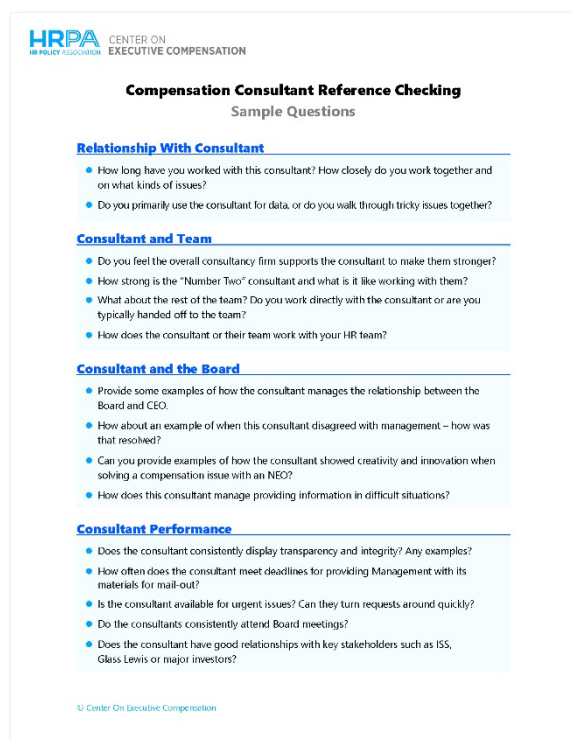 HRPA CENTER ON
HR POLICY ASSOCIATION EXECUTIVE COMPENSATION
Compensation Consultant Reference Checking
Sample Questions
Relationship With Consultant
• How long have you worked with this consultant? How closely do you work together and
on what kinds of issues?
• Do you primarily use the consultant for data, or do you walk through tricky issues together?
Consultant and Team
• Do you feel the overall consultancy firm supports the consultant to make them stronger?
• How strong is the “Number Two” consultant and what is it like working with them?
• What about the rest of the team? Do you work directly with the consultant or are you
typically handed off to the team?
• How does the consultant or their team work with your HR team?
Consultant and the Board
• Provide some examples of how the consultant manages the relationship between the
Board and CEO.
• How about an example of when this consultant disagreed with management – how was
that resolved?
• Can you provide examples of how the consultant showed creativity and innovation when
solving a compensation issue with an NEO?
• How does this consultant manage providing information in difficult situations?
Consultant Performance
• Does the consultant consistently display transparency and integrity? Any examples?
• How often does the consultant meet deadlines for providing Management with its
materials for mail-out?
• Is the consultant available for urgent issues? Can they turn requests around quickly?
• Do the consultants consistently attend Board meetings?
• Does the consultant have good relationships with key stakeholders such as ISS,
Glass Lewis or major investors?
© Center On Executive Compensation